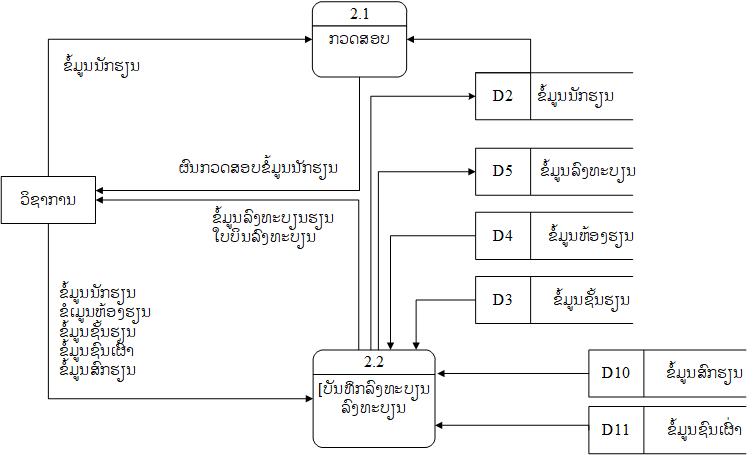 2.1
ກວດສອບ
ຂໍ້ມູນນັກຮຽນ
D2 ຂໍ້ມູນນັກຮຽນ
ຜົນກວດສອບຂໍ້ມູນນັກຮຽນ
D5 ຂໍ້ມູນລົງທະບຽນ
ວິຊາການ
ຂໍ້ມູນລົງທະບຽນຮຽນ
ໃບບິນລົງທະບຽນ
D4 ຂໍ້ມູນຫ້ອງຮຽນ
D3 ຂໍ້ມູນຊັ້ນຮຽນ
ຂໍ້ມູນນັກຮຽນ
ຂໍເມູນຫ້ອງຮຽນ
ຂໍ້ມູນຊັ້ນຮຽນ
ຂໍ້ມູນຊົນເຜົ່າ
ຂໍ້ມູນສົກຮຽນ
2.2
[ບັນທຶກລົງທະບຽນ
ລົງທະບຽນ
D10 ຂໍ້ມູນສົກຮຽນ
D11 ຂໍ້ມູນຊົນເຜົ່າ